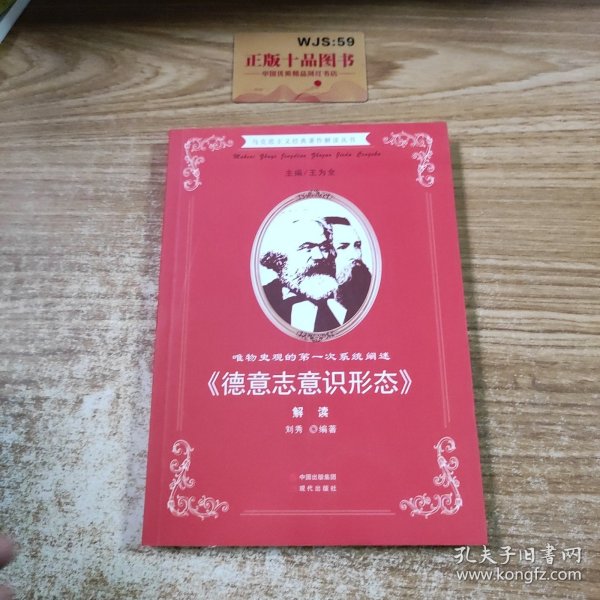 WJS:59
正版十品图书
中国优质精品网红书店
马克思主义经典著作解读丛书
Makesi Zhuyi Jingdian Zhuzuo Jiedu Congshu
主编/王为全
唯物史观的第一次系统阐述
《德意志意识形态》
解 读
刘秀 ◎编著
中国出版集团
现代出版社
孔夫子旧书网
www.kongfz.com